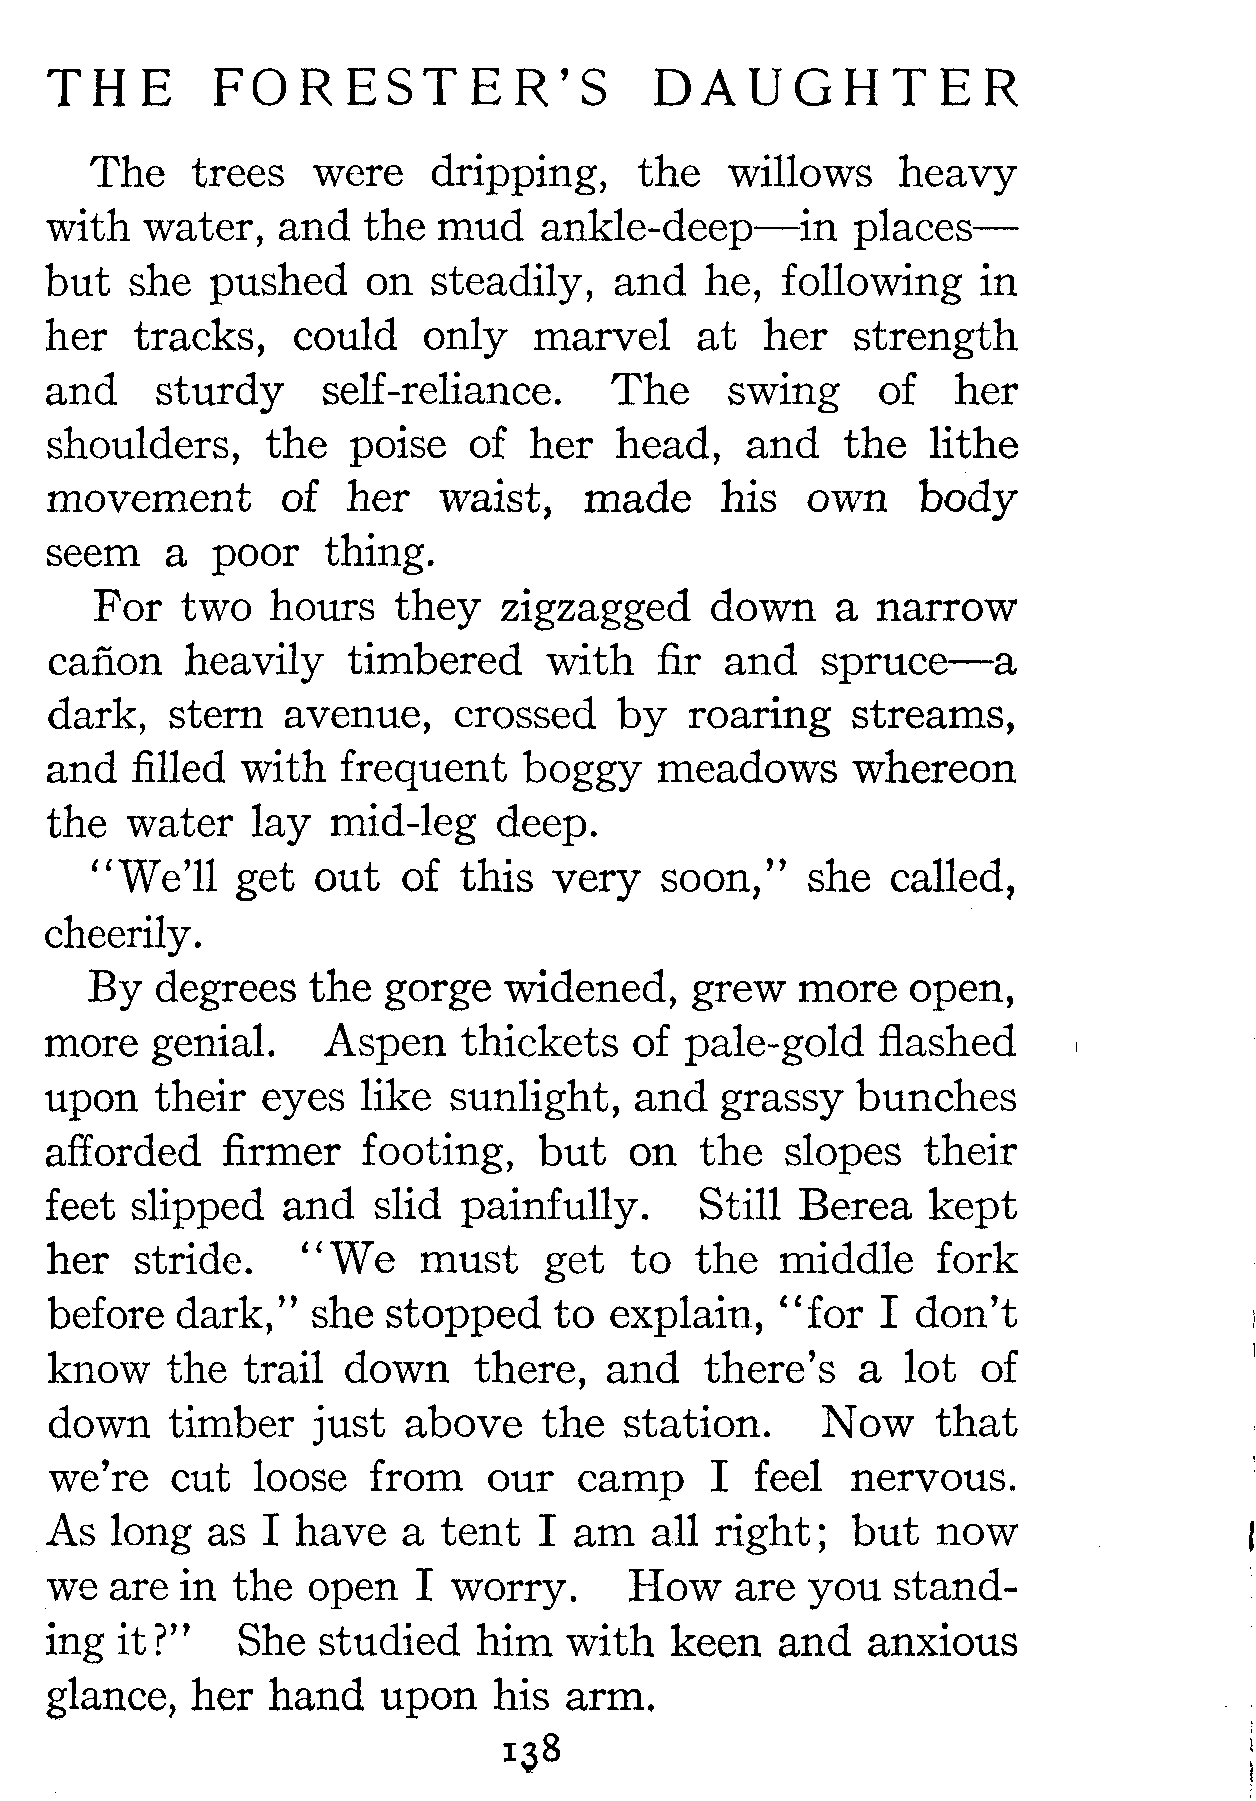 THE FORESTER'S DAUGHTER
The trees were dripping, the willows heavy
with water, and the mud ankle-deep—in places—
but she pushed on steadily, and he, following in
her tracks, could only marvel at her strength
and sturdy self-reliance. The swing of her
shoulders, the poise of her head, and the lithe
movement of her waist, made his own body
seem a poor thing.
For two hours they zigzagged down a narrow
cañon heavily timbered with fir and spruce—a
dark, stern avenue, crossed by roaring streams,
and filled with frequent boggy meadows whereon
the water lay mid-leg deep.
"We'll get out of this very soon," she called,
cheerily.
By degrees the gorge widened, grew more open,
more genial. Aspen thickets of pale-gold flashed
upon their eyes like sunlight, and grassy bunches
afforded firmer footing, but on the slopes their
feet slipped and slid painfully. Still Berea kept
her stride. "We must get to the middle fork
before dark," she stopped to explain, "for I don't
know the trail down there, and there's a lot of
down timber just above the station. Now that
we're cut loose from our camp I feel nervous.
As long as I have a tent I am all right; but now
we are in the open I worry. How are you stand-
ing it?" She studied him with keen and anxious
glance, her hand upon his arm.
138